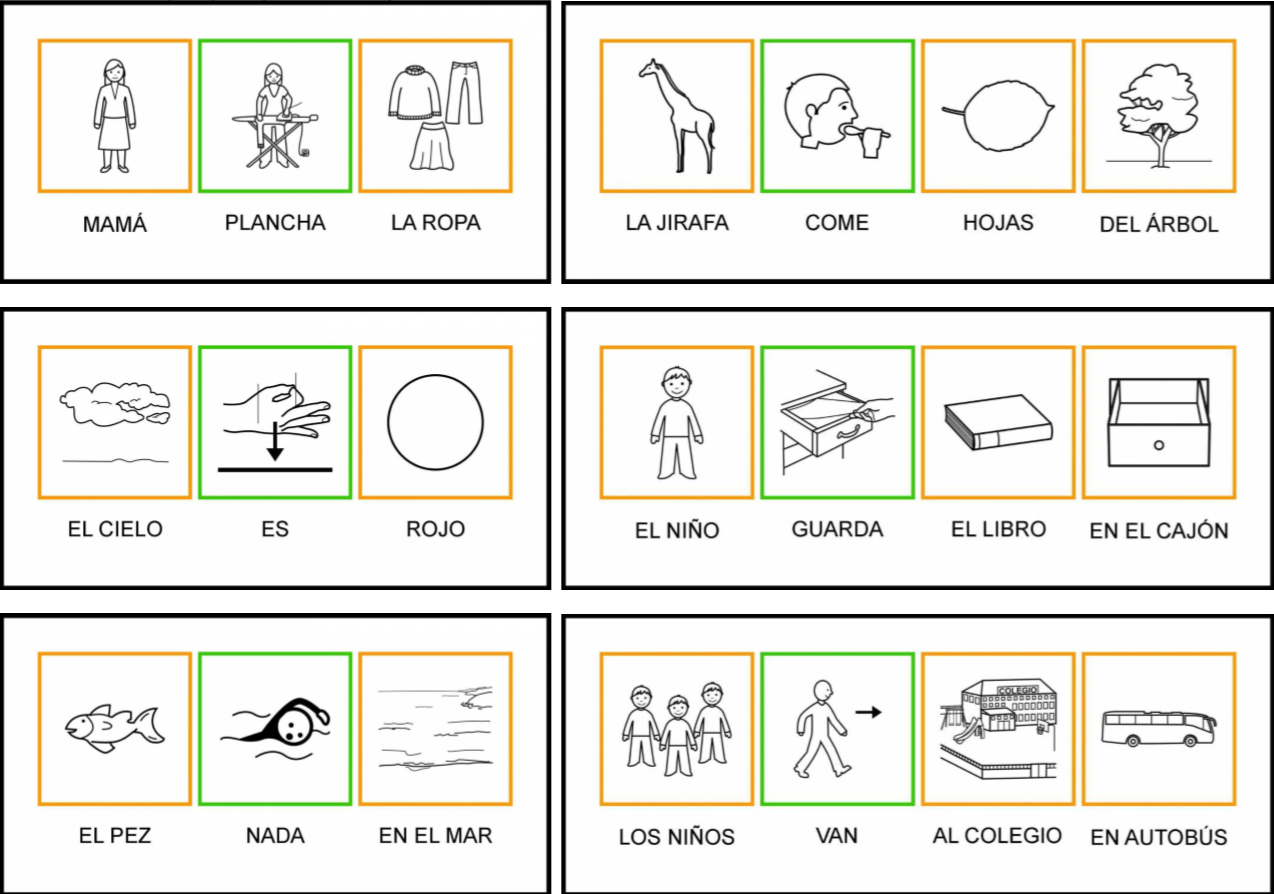 MAMÁ PLANCHA LA ROPA
LA JIRAFA COME HOJAS DEL ÁRBOL
EL CIELO ES ROJO
EL NIÑO GUARDA EL LIBRO EN EL CAJÓN
EL PEZ NADA EN EL MAR
COLEGIO
LOS NIÑOS VAN AL COLEGIO EN AUTOBÚS